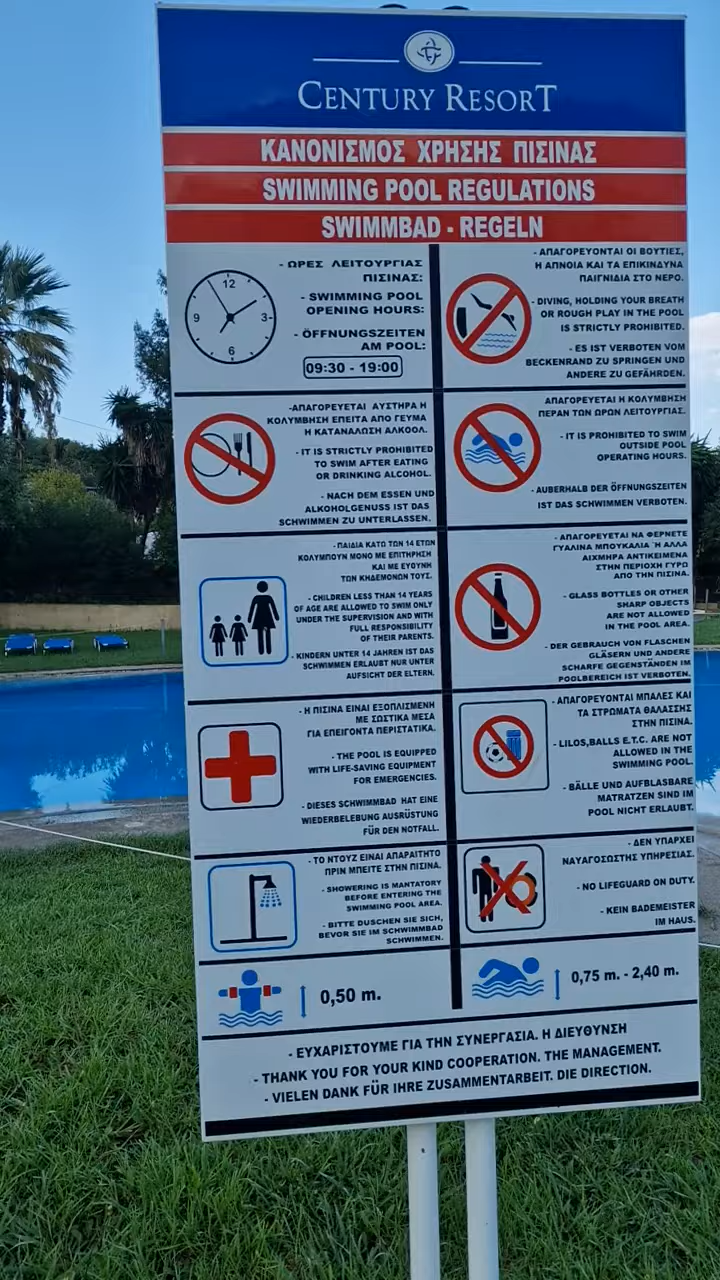 CENTURY RESORT
ΚΑΝΟΝΙΣΜΟΣ ΧΡΗΣΗΣ ΠΙΣΙΝΑΣ
SWIMMING POOL REGULATIONS
SWIMMBAD - REGELN
12
3
6
9
- ΩΡΕΣ ΛΕΙΤΟΥΡΓΙΑΣ
ΠΙΣΙΝΑΣ:
- SWIMMING POOL
OPENING HOURS:
- ÖFFNUNGSZEITEN
AM POOL:
09:30 - 19:00
- ΑΠΑΓΟΡΕΥΟΝΤΑΙ ΟΙ ΒΟΥΤΙΕΣ,
Η ΑΠΝΟΙΑ ΚΑΙ ΤΑ ΕΠΙΚΙΝΔΥΝΑ
ΠΑΙΓΝΙΔΙΑ ΣΤΟ ΝΕΡΟ.
- DIVING, HOLDING YOUR BREATH
OR ROUGH PLAY IN THE POOL
IS STRICTLY PROHIBITED.
- ES IST VERBOTEN VOM
BECKENRAND ZU SPRINGEN UND
ANDERE ZU GEFÄHRDEN.
-ΑΠΑΓΟΡΕΥΕΤΑΙ ΑΥΣΤΗΡΑ Η
ΚΟΛΥΜΒΗΣΗ ΕΠΕΙΤΑ ΑΠΟ ΓΕΥΜΑ
Η ΚΑΤΑΝΑΛΩΣΗ ΑΛΚΟΟΛ.
- IT IS STRICTLY PROHIBITED
TO SWIM AFTER EATING
OR DRINKING ALCOHOL.
- NACH DEM ESSEN UND
ALKOHOLGENUSS IST DAS
SCHWIMMEN ZU UNTERLASSEN.
ΑΠΑΓΟΡΕΥΕΤΑΙ Η ΚΟΛΥΜΒΗΣΗ
ΠΕΡΑΝ ΤΩΝ ΩΡΩΝ ΛΕΙΤΟΥΡΓΙΑΣ.
- IT IS PROHIBITED TO SWIM
OUTSIDE POOL
OPERATING HOURS.
- AUBERHALB DER ÖFFNUNGSZEITEN
IST DAS SCHWIMMEN VERBOTEN.
- ΠΑΙΔΙΑ ΚΑΤΩ ΤΩΝ 14 ΕΤΩΝ
ΚΟΛΥΜΠΟΥΝ ΜΟΝΟ ΜΕ ΕΠΙΤΗΡΗΣΗ
ΚΑΙ ΜΕ ΕΥΘΥΝΗ
ΤΩΝ ΚΗΔΕΜΟΝΩΝ ΤΟΥΣ.
- CHILDREN LESS THAN 14 YEARS
OF AGE ARE ALLOWED TO SWIM ONLY
UNDER THE SUPERVISION AND WITH
FULL RESPONSIBILITY
OF THEIR PARENTS.
- KINDERN UNTER 14 JAHREN IST DAS
SCHWIMMEN ERLAUBT NUR UNTER
AUFSICHT DER ELTERN.
- ΑΠΑΓΟΡΕΥΕΤΑΙ ΝΑ ΦΕΡΝΕΤΕ
ΓΥΑΛΙΝΑ ΜΠΟΥΚΑΛΙΑ Ή ΑΛΛΑ
ΑΙΧΜΗΡΑ ΑΝΤΙΚΕΙΜΕΝΑ
ΣΤΗΝ ΠΕΡΙΟΧΗ ΓΥΡΩ
ΑΠΟ ΤΗΝ ΠΙΣΙΝΑ.
- GLASS BOTTLES OR OTHER
SHARP OBJECTS
ARE NOT ALLOWED
IN THE POOL AREA.
- DER GEBRAUCH VON FLASCHEN
GLÄSERN UND ANDERE
SCHARFE GEGENSTÄNDEN IM
POOLBEREICH IST VERBOTEN.
- Η ΠΙΣΙΝΑ ΕΙΝΑΙ ΕΞΟΠΛΙΣΜΕΝΗ
ΜΕ ΣΩΣΤΙΚΑ ΜΕΣΑ
ΓΙΑ ΕΠΕΙΓΟΝΤΑ ΠΕΡΙΣΤΑΤΙΚΑ.
- THE POOL IS EQUIPPED
WITH LIFE-SAVING EQUIPMENT
FOR EMERGENCIES.
- DIESES SCHWIMMBAD HAT EINE
WIEDERBELEBUNG AUSRÜSTUNG
FÜR DEN NOTFALL.
- ΑΠΑΓΟΡΕΥΟΝΤΑΙ ΜΠΑΛΕΣ ΚΑΙ
ΤΑ ΣΤΡΩΜΑΤΑ ΘΑΛΑΣΣΗΣ
ΣΤΗΝ ΠΙΣΙΝΑ.
- LILOS,BALLS E.T.C. ARE NOT
ALLOWED IN THE
SWIMMING POOL.
- BÄLLE UND AUFBLASBARE
MATRATZEN SIND IM
POOL NICHT ERLAUBT.
- ΤΟ ΝΤΟΥΖ ΕΙΝΑΙ ΑΠΑΡΑΙΤΗΤΟ
ΠΡΙΝ ΜΠΕΙΤΕ ΣΤΗΝ ΠΙΣΙΝΑ.
- SHOWERING IS MANTATORY
BEFORE ENTERING THE
SWIMMING POOL AREA.
- BITTE DUSCHEN SIE SICH,
BEVOR SIE IM SCHWIMMBAD
SCHWIMMEN.
- ΔΕΝ ΥΠΑΡΧΕΙ
ΝΑΥΑΓΟΣΩΣΤΗΣ ΥΠΗΡΕΣΙΑΣ.
- NO LIFEGUARD ON DUTY.
- KEIN BADEMEISTER
IM HAUS.
0,50 m.
0,75 m. - 2,40 m.
- ΕΥΧΑΡΙΣΤΟΥΜΕ ΓΙΑ ΤΗΝ ΣΥΝΕΡΓΑΣΙΑ. Η ΔΙΕΥΘΥΝΣΗ
- THANK YOU FOR YOUR KIND COOPERATION. THE MANAGEMENT.
- VIELEN DANK FÜR IHRE ZUSAMMENTARBEIT. DIE DIRECTION.